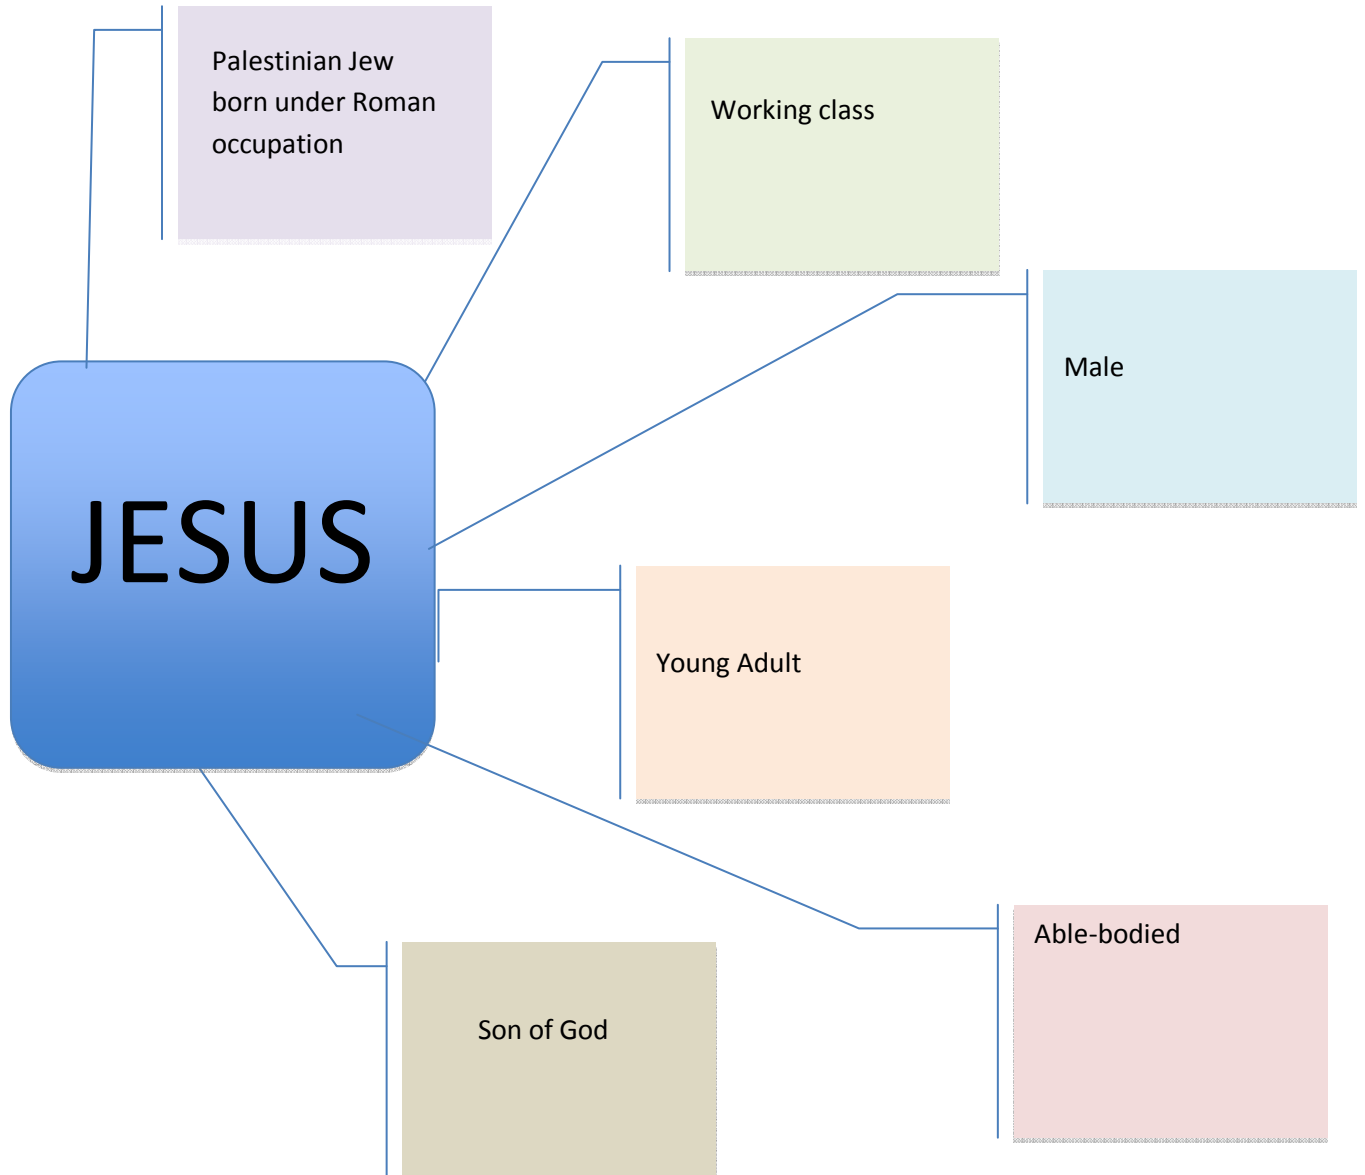 Palestinian Jew
born under Roman
occupation
Working class
Male
JESUS
Young Adult
Able-bodied
Son of God